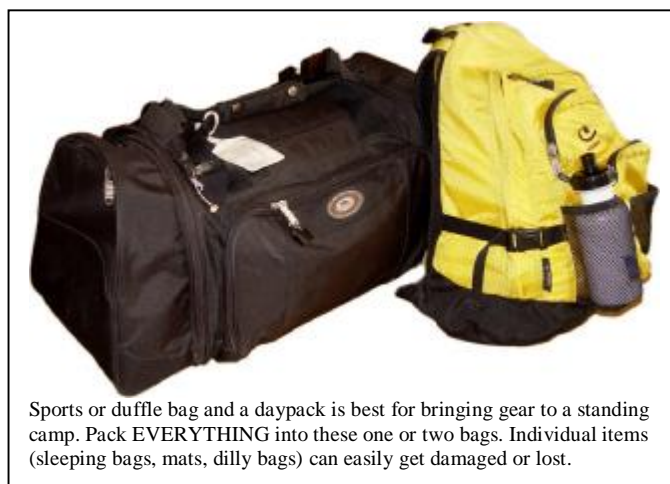 Sports or duffle bag and a daypack is best for bringing gear to a standing
camp. Pack EVERYTHING into these one or two bags. Individual items
(sleeping bags, mats, dilly bags) can easily get damaged or lost.